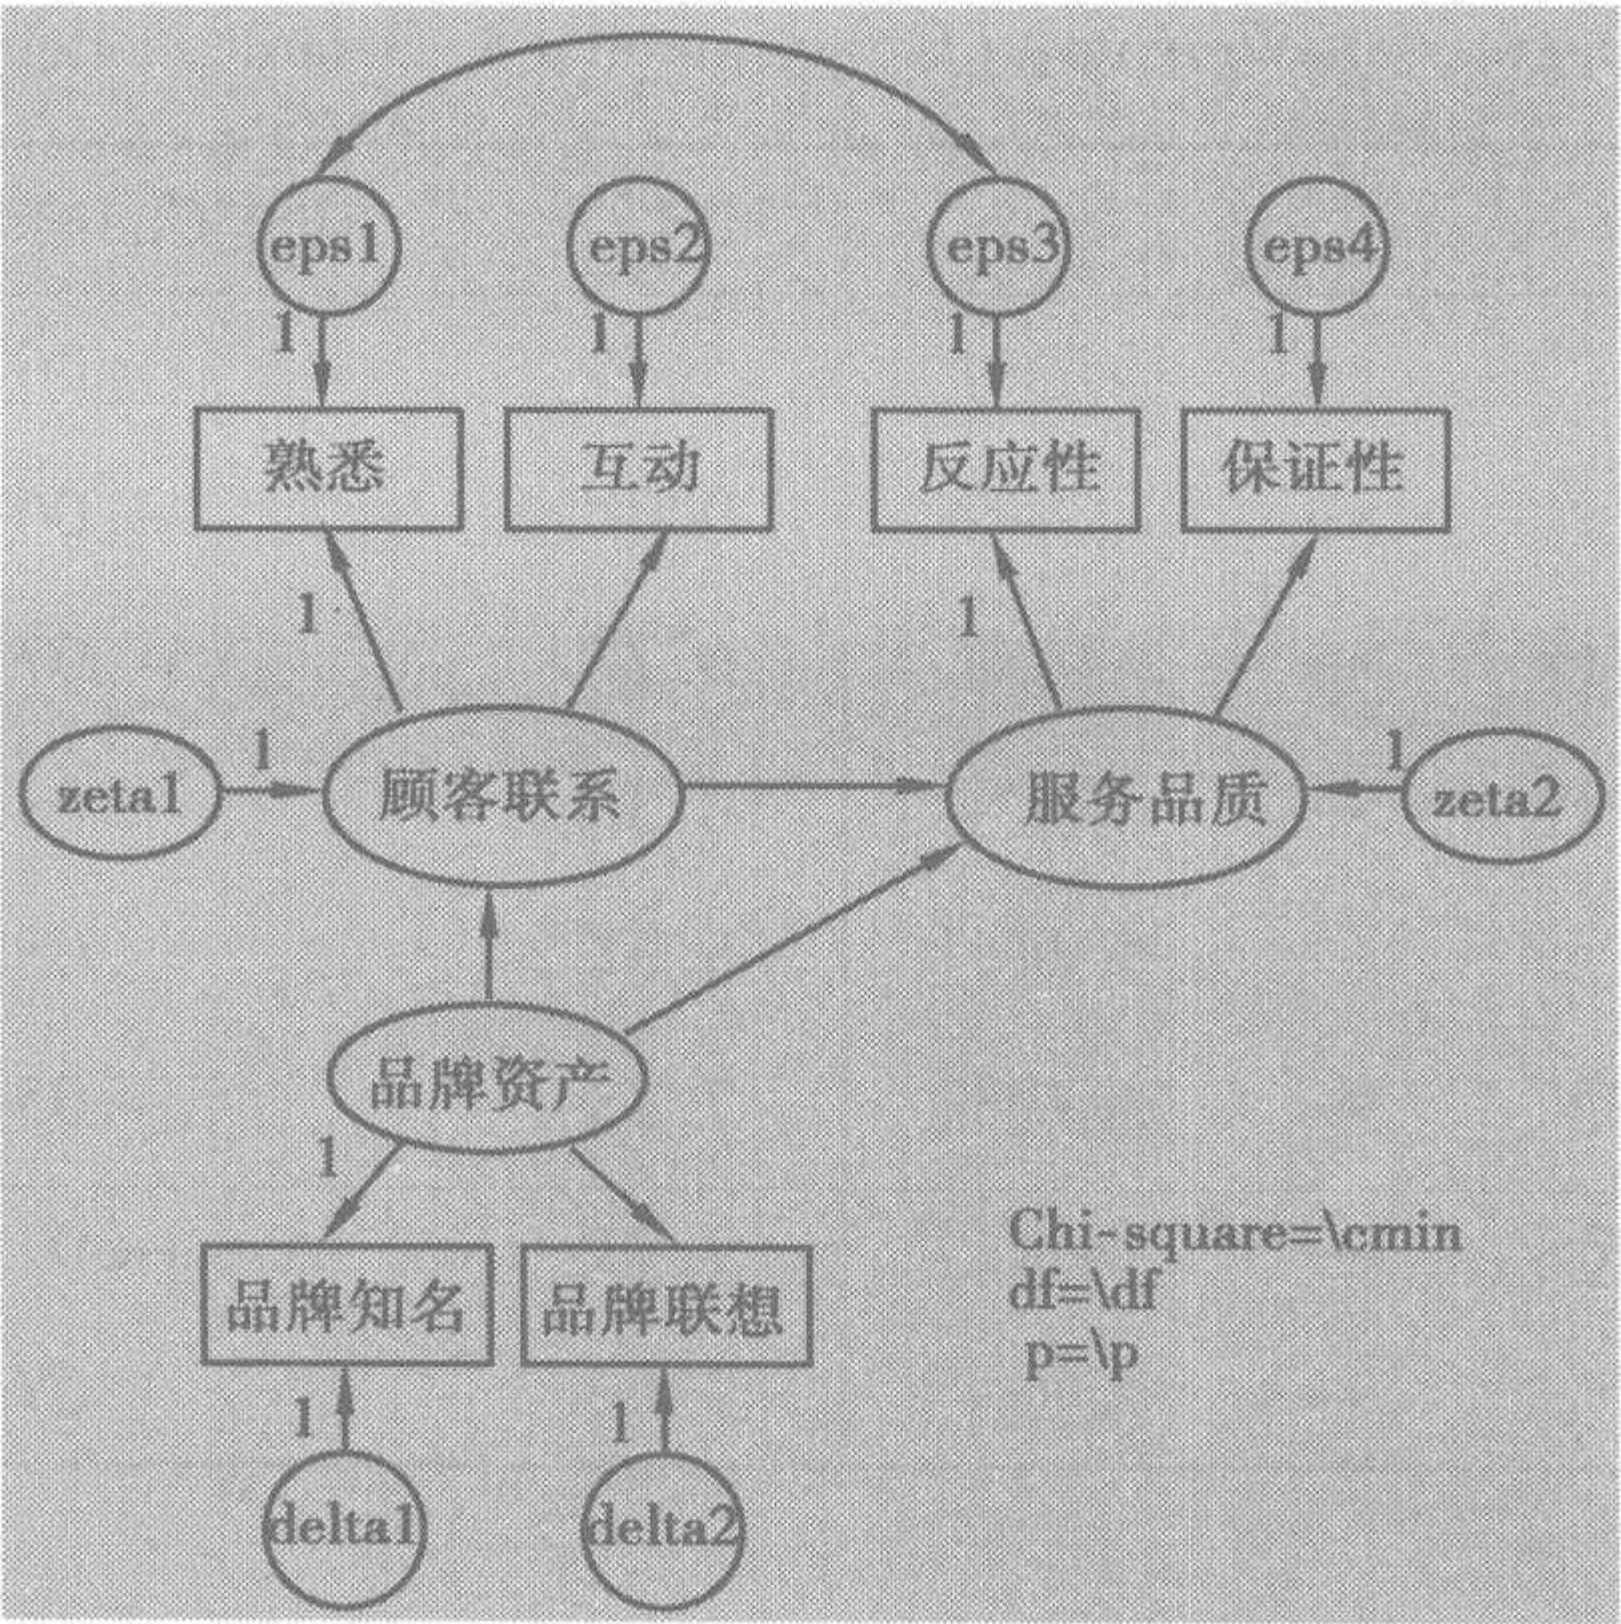 eps1 eps2 eps3 eps4
1 1 1 1
熟悉 互动 反应性 保证性
1 1
zeta1 1 顾客联系 服务品质 1 zeta2
品牌资产
1
品牌知名 品牌联想
Chi-square=\cmin
df=\df
p=\p
1 1
delta1 delta2